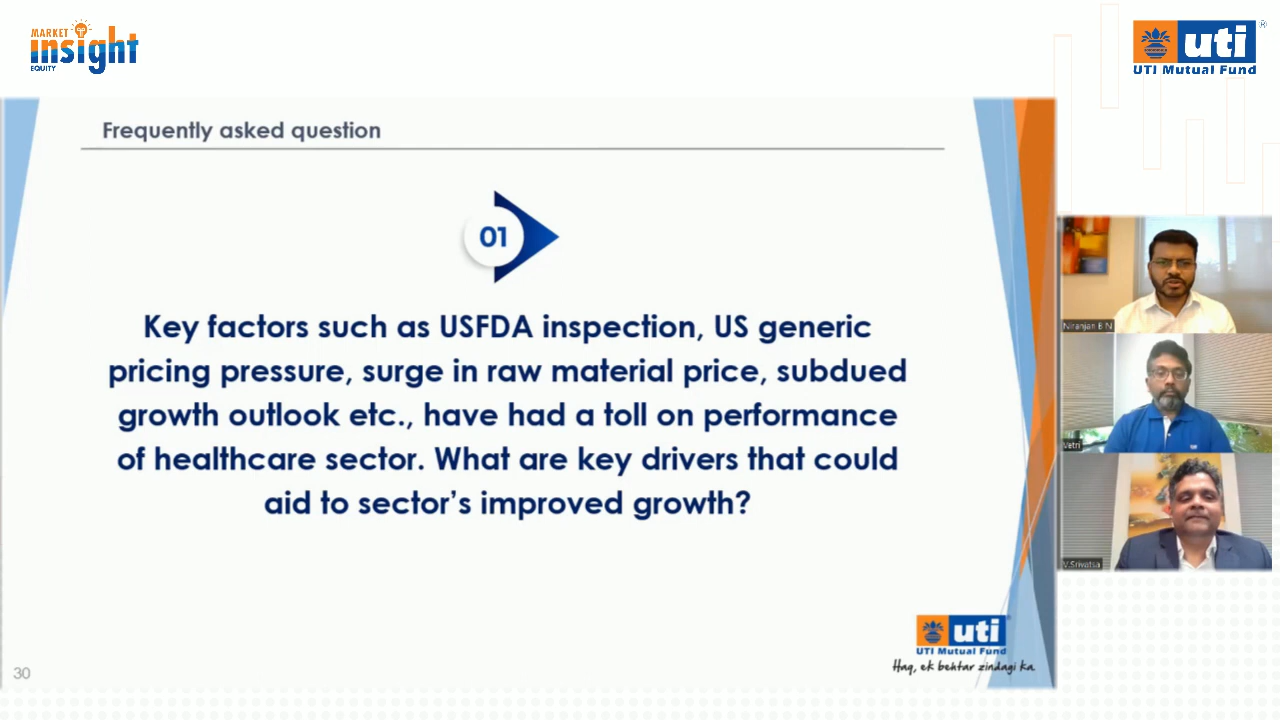 MARKET
insight
EQUITY
uti
®
UTI Mutual Fund
Frequently asked question
01
Key factors such as USFDA inspection, US generic
pricing pressure, surge in raw material price, subdued
growth outlook etc., have had a toll on performance
of healthcare sector. What are key drivers that could
aid to sector's improved growth?
Niranjan B N
Vetri
V.Srivatsa
uti
UTI Mutual Fund
Haq, ek behtar zindagi ka.
30